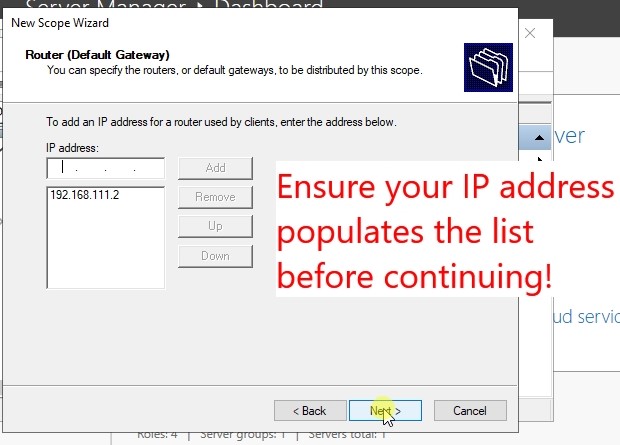 Server Manager • Dashboard
New Scope Wizard
Router (Default Gateway)
You can specify the routers, or default gateways, to be distributed by this scope.
To add an IP address for a router used by clients, enter the address below.
IP address:
. . .
Add
192.168.111.2
Remove
Up
Down
Ensure your IP address
populates the list
before continuing!
ver
ud servic
< Back
Next >
Cancel
Roles: 4 | Server groups: 1 | Servers total: 1